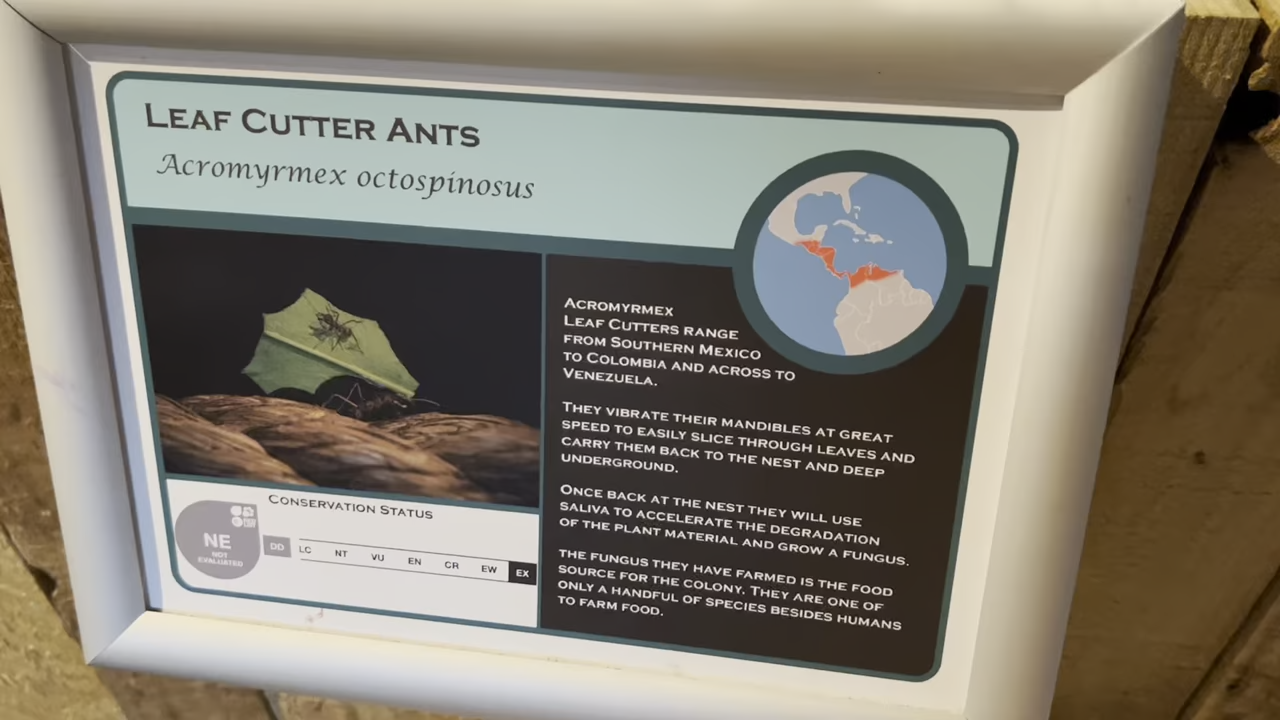 Leaf Cutter Ants
Acromyrmex octospinosus
Acromyrmex
Leaf Cutters range
from Southern Mexico
to Colombia and across to
Venezuela.
They vibrate their mandibles at great
speed to easily slice through leaves and
carry them back to the nest and deep
underground.
Once back at the nest they will use
saliva to accelerate the degradation
of the plant material and grow a fungus.
The fungus they have farmed is the food
source for the colony. They are one of
only a handful of species besides humans
to farm food.
Conservation Status
NE
NOT
EVALUATED
DD LC NT VU EN CR EW EX